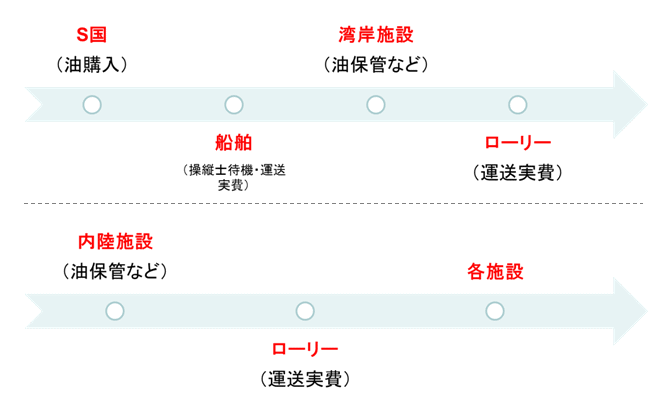 S国
（油購入）
湾岸施設
（油保管など）
船舶
（操縦士待機・運送
実費）
ローリー
（運送実費）
内陸施設
（油保管など）
ローリー
（運送実費）
各施設